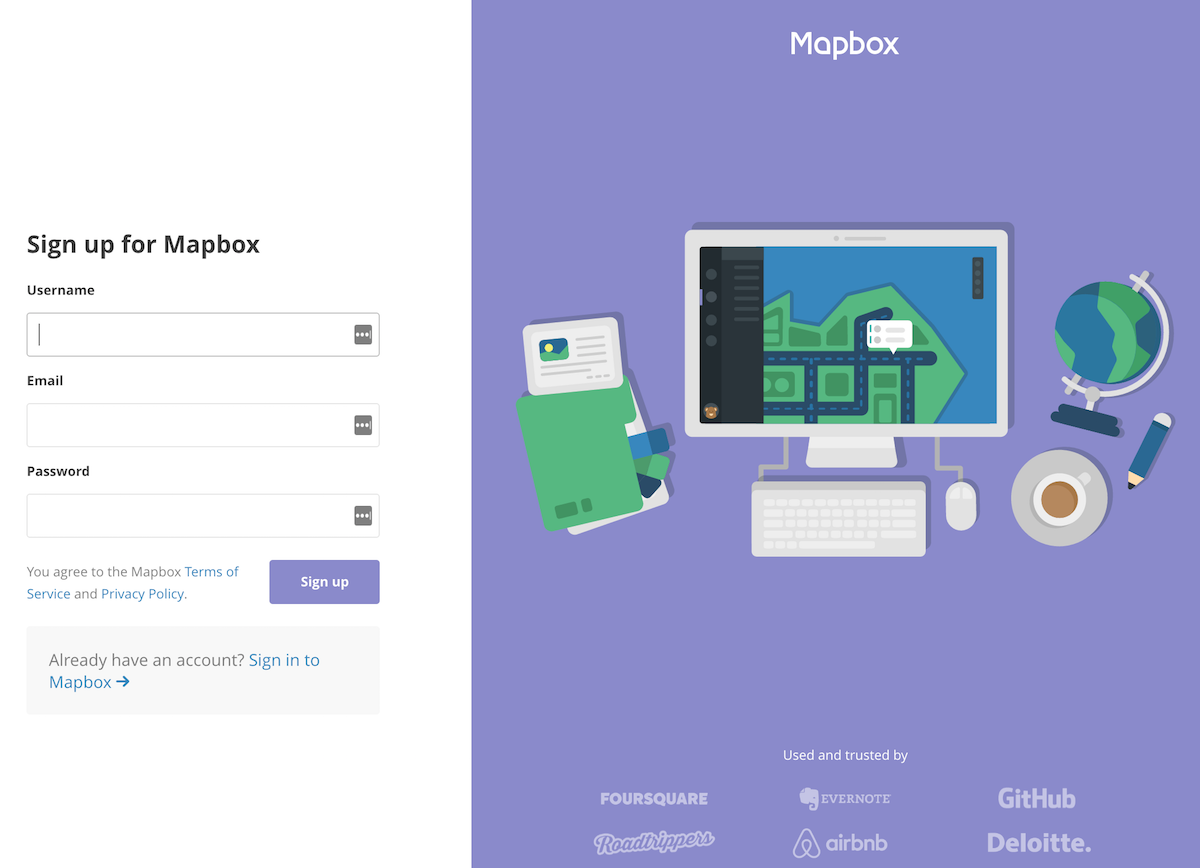 Sign up for Mapbox
Username
Email
Password
You agree to the Mapbox Terms of
Service and Privacy Policy.
Sign up
Already have an account? Sign in to
Mapbox →
Mapbox
Used and trusted by
FOURSQUARE
EVERNOTE
GitHub
Roadtrippers
airbnb
Deloitte.